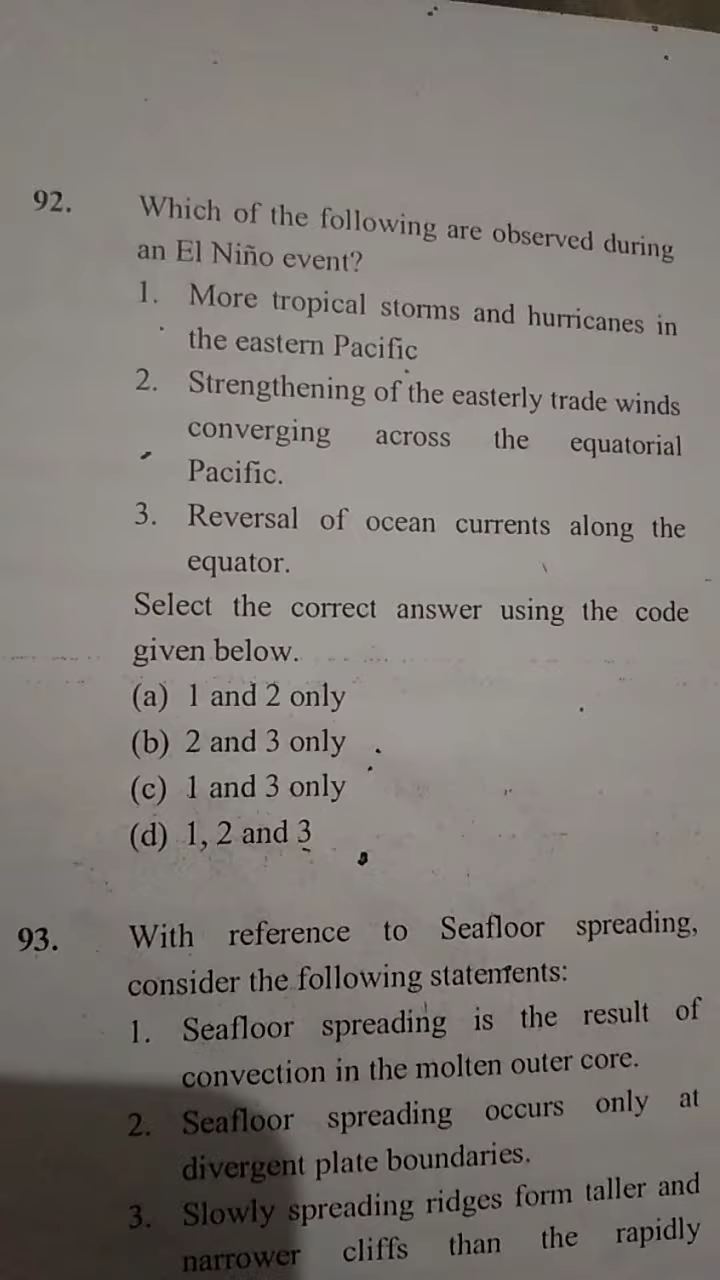 92. Which of the following are observed during
an El Niño event?
1. More tropical storms and hurricanes in
the eastern Pacific
2. Strengthening of the easterly trade winds
converging across the equatorial
Pacific.
3. Reversal of ocean currents along the
equator.
Select the correct answer using the code
given below.
(a) 1 and 2 only
(b) 2 and 3 only
(c) 1 and 3 only
(d) 1, 2 and 3
93. With reference to Seafloor spreading,
consider the following statements:
1. Seafloor spreading is the result of
convection in the molten outer core.
2. Seafloor spreading occurs only at
divergent plate boundaries.
3. Slowly spreading ridges form taller and
narrower cliffs than the rapidly